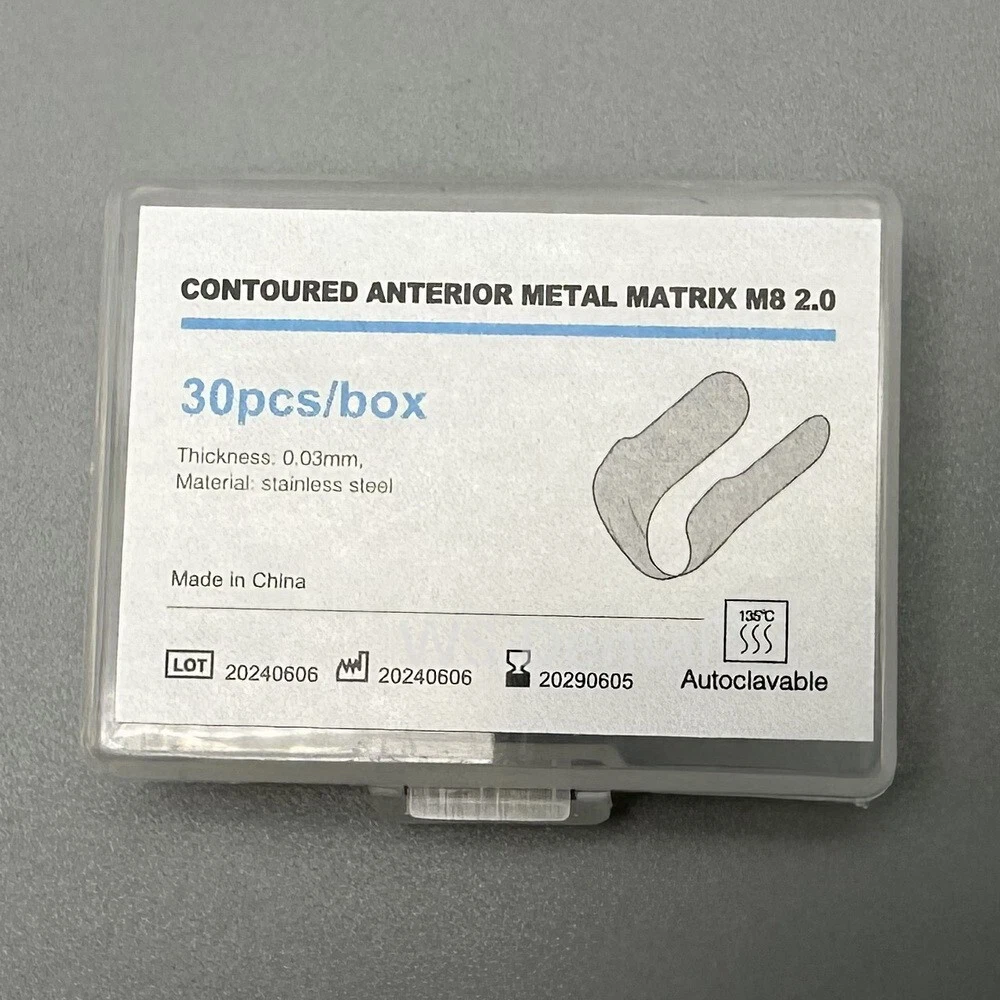 CONTOURED ANTERIOR METAL MATRIX M8 2.0
30pcs/box
Thickness: 0.03mm,
Material: stainless steel
Made in China
135℃
LOT 20240606 20240606 20290605 Autoclavable